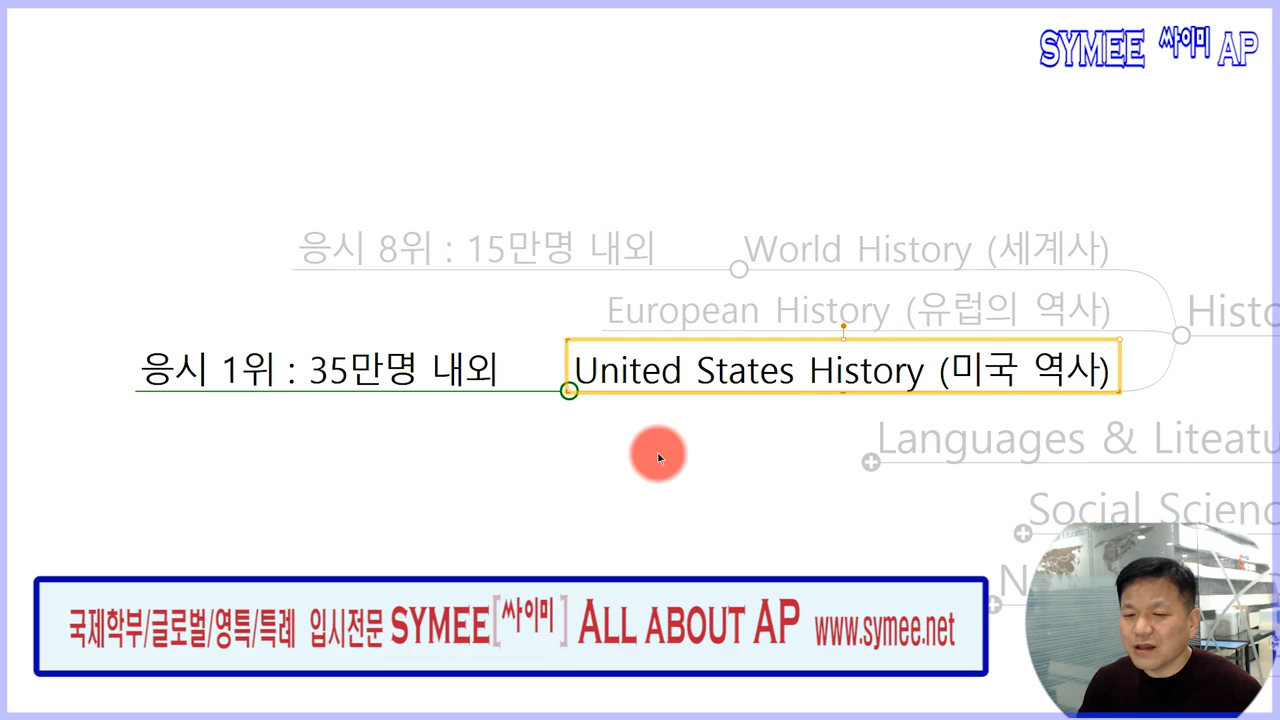 SYMEE 싸이미 AP
응시 8위 : 15만명 내외 World History (세계사)
European History (유럽의 역사)
Histo
응시 1위 : 35만명 내외 United States History (미국 역사)
Languages & Liteatu
Social Scienc
N
국제학부/글로벌/영특/특례 입시전문 SYMEE[싸이미] ALL ABOUT AP www.symee.net